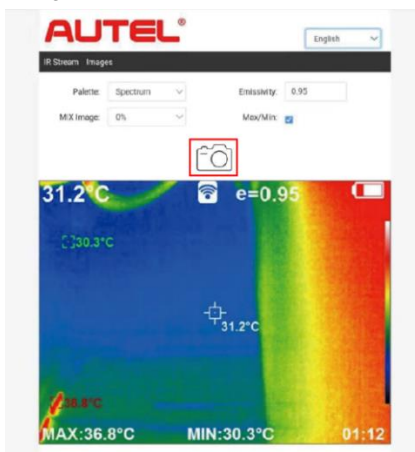 AUTEL®
English
IR Stream Images
Palette: Spectrum Emissivity: 0.95
MIX Image: 0% Max/Min:
31.2°C e=0.95
30.3°C
31.2°C
36.8°C
MAX:36.8°C MIN:30.3°C 01:12